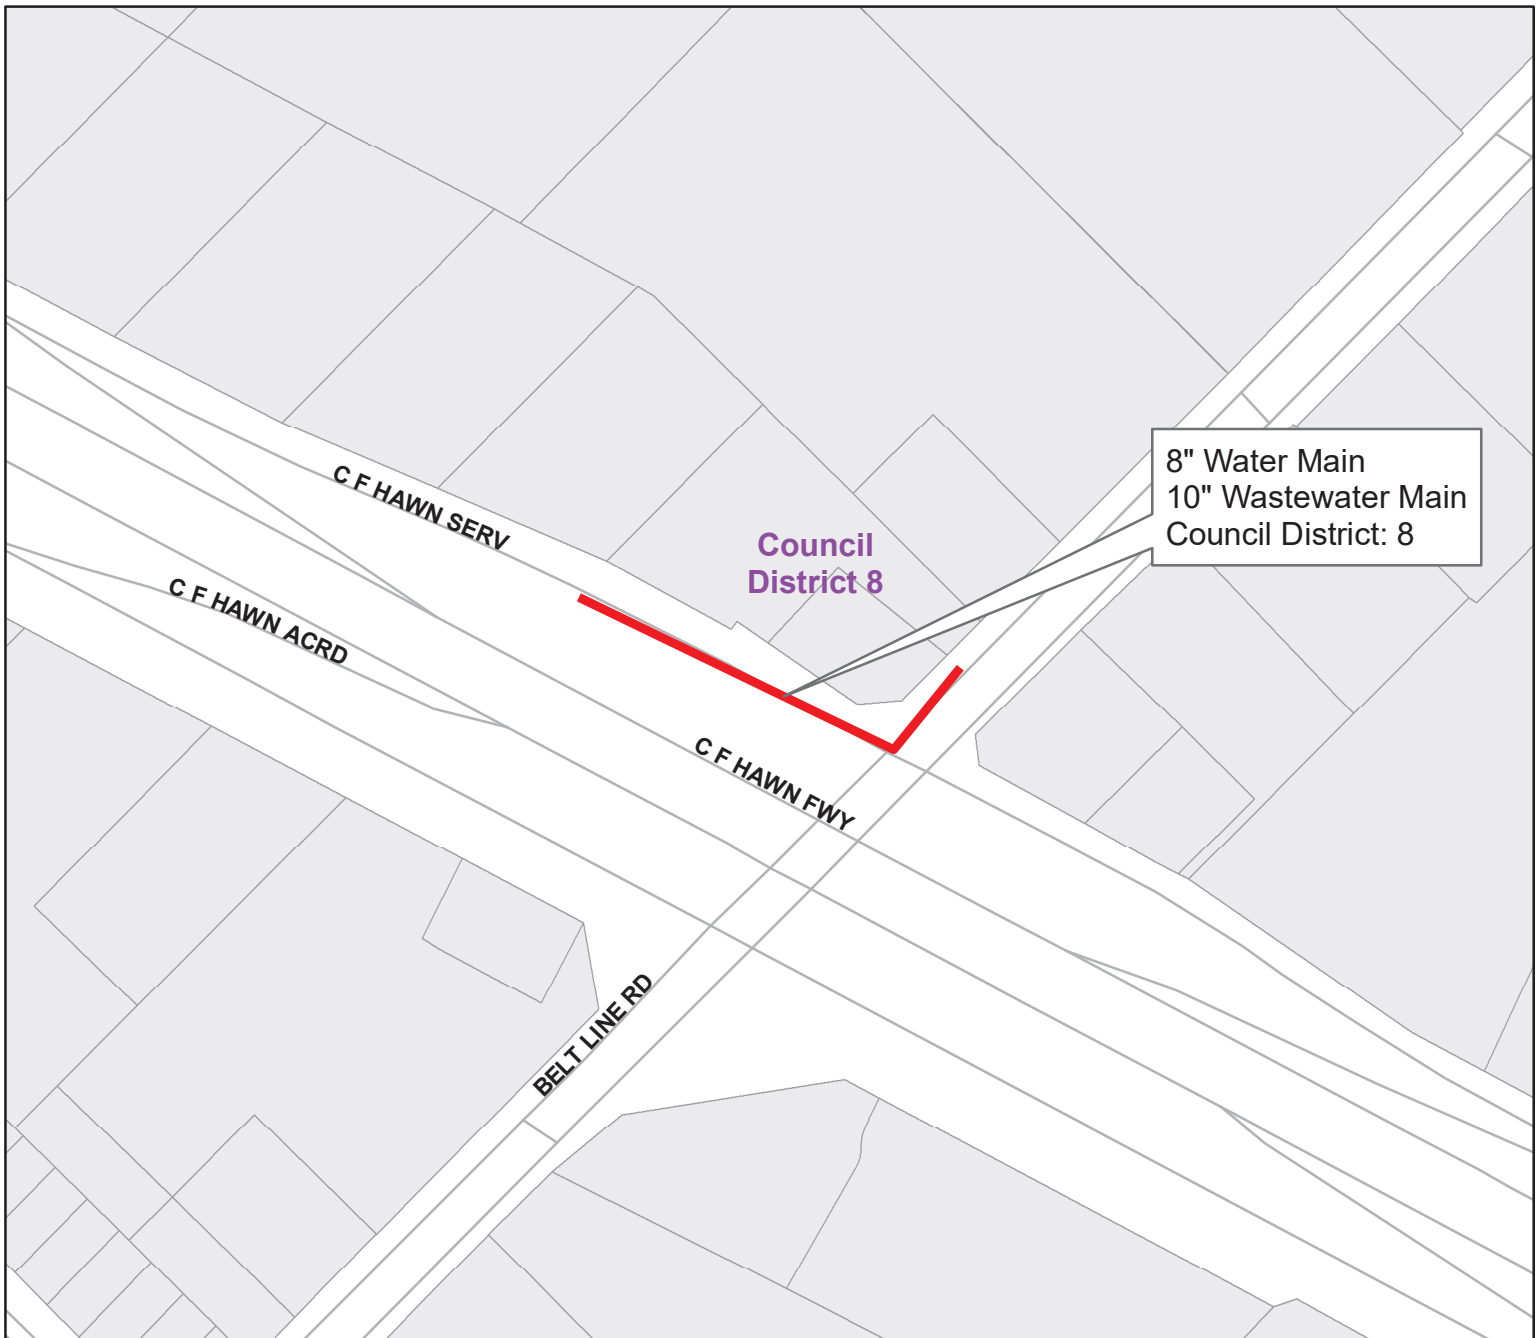 C F HAWN SERV
Council
District 8
8" Water Main
10" Wastewater Main
Council District: 8
C F HAWN ACRD
C F HAWN FWY
BELT LINE RD